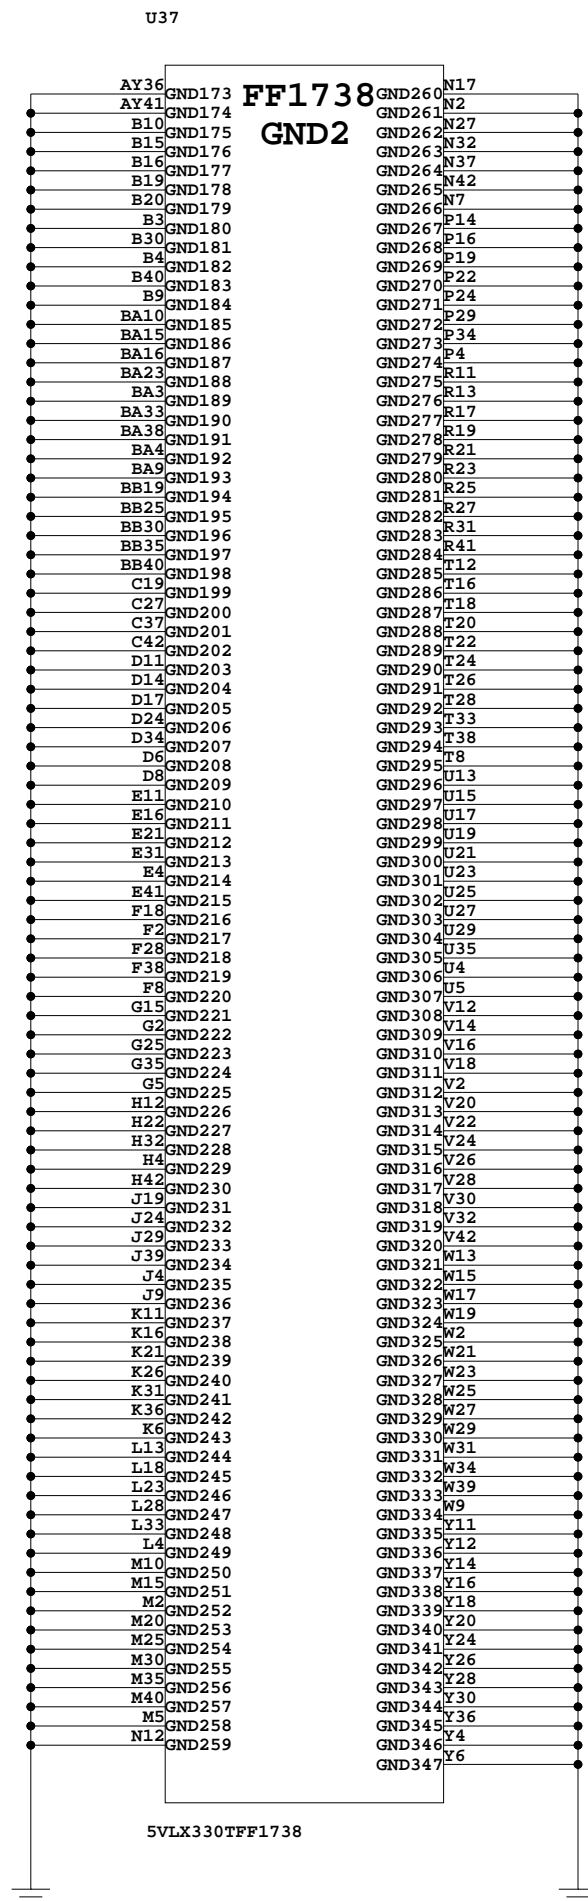 U37
FF1738
GND2
AY36 GND173 GND260 N17
AY41 GND174 GND261 N2
B10 GND175 GND262 N27
B15 GND176 GND263 N32
B16 GND177 GND264 N37
B19 GND178 GND265 N42
B20 GND179 GND266 N7
B3 GND180 GND267 P14
B30 GND181 GND268 P16
B4 GND182 GND269 P19
B40 GND183 GND270 P22
B9 GND184 GND271 P24
BA10 GND185 GND272 P29
BA15 GND186 GND273 P34
BA16 GND187 GND274 P4
BA23 GND188 GND275 R11
BA3 GND189 GND276 R13
BA33 GND190 GND277 R17
BA38 GND191 GND278 R19
BA4 GND192 GND279 R21
BA9 GND193 GND280 R23
BB19 GND194 GND281 R25
BB25 GND195 GND282 R27
BB30 GND196 GND283 R31
BB35 GND197 GND284 R41
BB40 GND198 GND285 T12
C19 GND199 GND286 T16
C27 GND200 GND287 T18
C37 GND201 GND288 T20
C42 GND202 GND289 T22
D11 GND203 GND290 T24
D14 GND204 GND291 T26
D17 GND205 GND292 T28
D24 GND206 GND293 T33
D34 GND207 GND294 T38
D6 GND208 GND295 T8
D8 GND209 GND296 U13
E11 GND210 GND297 U15
E16 GND211 GND298 U17
E21 GND212 GND299 U19
E31 GND213 GND300 U21
E4 GND214 GND301 U23
E41 GND215 GND302 U25
F18 GND216 GND303 U27
F2 GND217 GND304 U29
F28 GND218 GND305 U35
F38 GND219 GND306 U4
F8 GND220 GND307 U5
G15 GND221 GND308 V12
G2 GND222 GND309 V14
G25 GND223 GND310 V16
G35 GND224 GND311 V18
G5 GND225 GND312 V2
H12 GND226 GND313 V20
H22 GND227 GND314 V22
H32 GND228 GND315 V24
H4 GND229 GND316 V26
H42 GND230 GND317 V28
J19 GND231 GND318 V30
J24 GND232 GND319 V32
J29 GND233 GND320 V42
J39 GND234 GND321 W13
J4 GND235 GND322 W15
J9 GND236 GND323 W17
K11 GND237 GND324 W19
K16 GND238 GND325 W2
K21 GND239 GND326 W21
K26 GND240 GND327 W23
K31 GND241 GND328 W25
K36 GND242 GND329 W27
K6 GND243 GND330 W29
L13 GND244 GND331 W31
L18 GND245 GND332 W34
L23 GND246 GND333 W39
L28 GND247 GND334 W9
L33 GND248 GND335 Y11
L4 GND249 GND336 Y12
M10 GND250 GND337 Y14
M15 GND251 GND338 Y16
M2 GND252 GND339 Y18
M20 GND253 GND340 Y20
M25 GND254 GND341 Y24
M30 GND255 GND342 Y26
M35 GND256 GND343 Y28
M40 GND257 GND344 Y30
M5 GND258 GND345 Y36
N12 GND259 GND346 Y4
GND347 Y6
5VLX330TFF1738